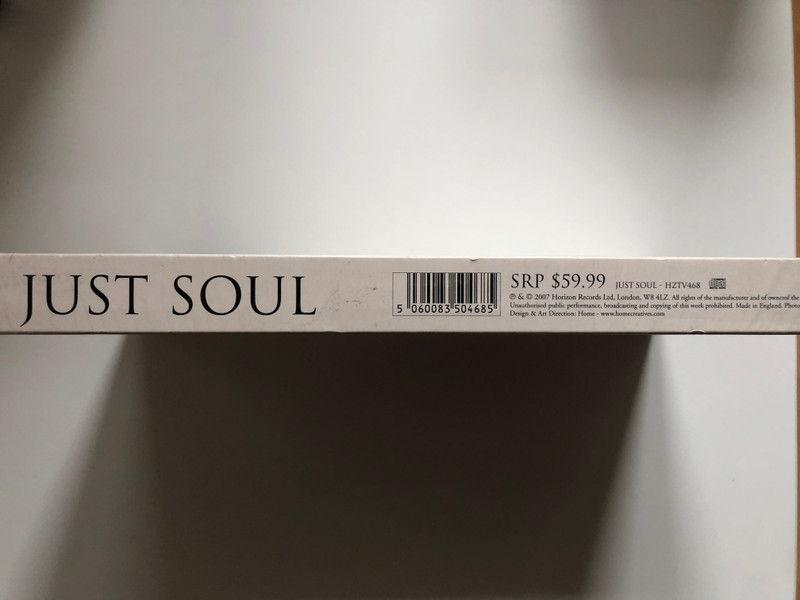 JUST SOUL
5 060083 504685
SRP $59.99 JUST SOUL - HZTV468
℗ & © 2007 Horizon Records Ltd, London, W8 4LZ. All rights of the manufacturer and of owner of the
Unauthorised public performance, broadcasting and copying of this work prohibited. Made in England.
Design & Art Direction: Home - www.homecreatives.com